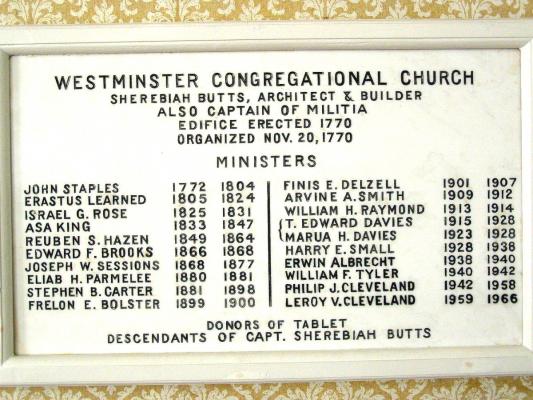 WESTMINSTER CONGREGATIONAL CHURCH
SHEREBIAH BUTTS, ARCHITECT & BUILDER
ALSO CAPTAIN OF MILITIA
EDIFICE ERECTED 1770
ORGANIZED NOV. 20, 1770
MINISTERS
JOHN STAPLES 1772 1804
ERASTUS LEARNED 1805 1824
ISRAEL G. ROSE 1825 1831
ASA KING 1833 1847
REUBEN S. HAZEN 1849 1864
EDWARD F. BROOKS 1866 1868
JOSEPH W. SESSIONS 1868 1877
ELIAB H. PARMELEE 1880 1881
STEPHEN B. CARTER 1881 1898
FRELON E. BOLSTER 1899 1900
FINIS E. DELZELL 1901 1907
ARVINE A. SMITH 1909 1912
WILLIAM H. RAYMOND 1913 1914
T. EDWARD DAVIES 1915 1928
MARUA H. DAVIES 1923 1928
HARRY E. SMALL 1928 1938
ERWIN ALBRECHT 1938 1940
WILLIAM F. TYLER 1940 1942
PHILIP J. CLEVELAND 1942 1958
LEROY V. CLEVELAND 1959 1966
DONORS OF TABLET
DESCENDANTS OF CAPT. SHEREBIAH BUTTS